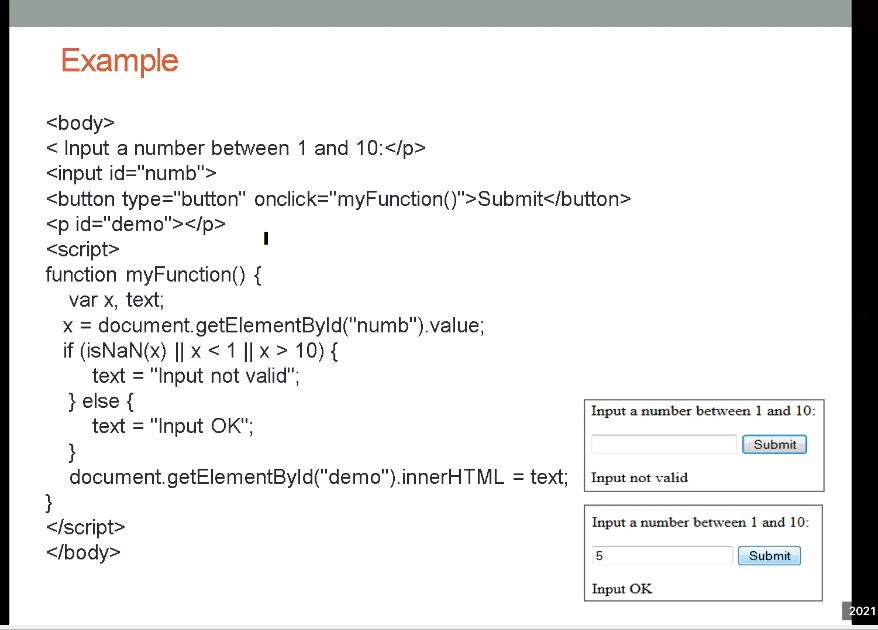 Example
<body>
< Input a number between 1 and 10:</p>
<input id="numb">
<button type="button" onclick="myFunction()">Submit</button>
<p id="demo"></p>
<script>
function myFunction() {
var x, text;
x = document.getElementById("numb").value;
if (isNaN(x) || x < 1 || x > 10) {
text = "Input not valid";
} else {
text = "Input OK";
}
document.getElementById("demo").innerHTML = text;
}
</script>
</body>
Input a number between 1 and 10:
Submit
Input not valid
Input a number between 1 and 10:
5 Submit
Input OK
2021